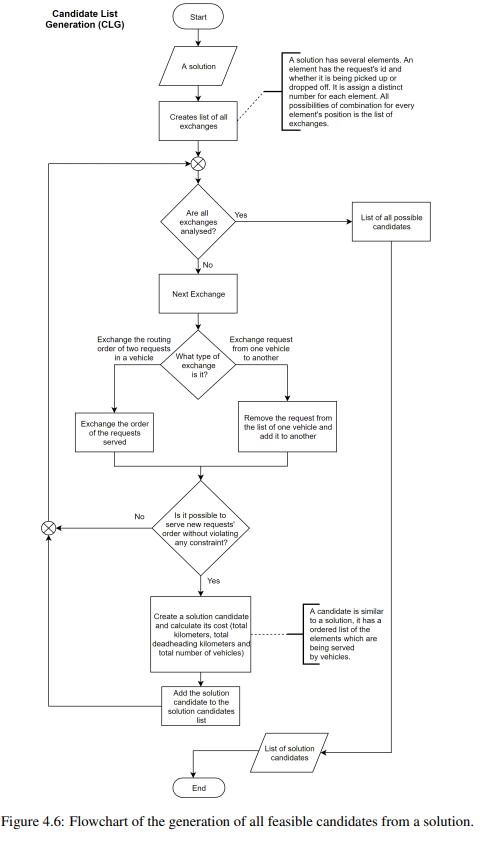 Candidate List
Generation (CLG)
Start
A solution
A solution has several elements. An
element has the request's id and
whether it is being picked up or
dropped off. It is assign a distinct
number for each element. All
possibilities of combination for every
element's position is the list of
exchanges.
Creates list of all
exchanges
Are all
exchanges
analysed?
Yes
List of all possible
candidates
No
Next Exchange
Exchange the routing
order of two requests
in a vehicle
What type of
exchange
is it?
Exchange request
from one vehicle
to another
Exchange the order
of the requests
served
Remove the request from
the list of one vehicle and
add it to another
Is it possible to
serve new requests'
order without violating
any constraint?
No
Yes
Create a solution candidate
and calculate its cost (total
kilometers, total
deadheading kilometers and
total number of vehicles)
A candidate is similar
to a solution, it has a
ordered list of the
elements which are
being served
by vehicles.
Add the solution
candidate to the
solution candidates
list
List of solution
candidates
End
Figure 4.6: Flowchart of the generation of all feasible candidates from a solution.